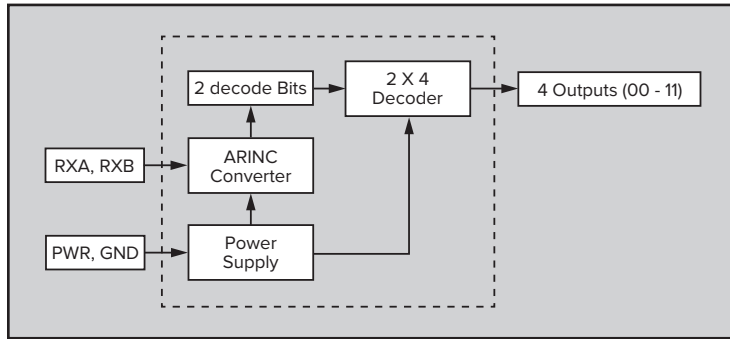 2 decode Bits
2 X 4
Decoder
4 Outputs (00 - 11)
RXA, RXB
ARINC
Converter
PWR, GND
Power
Supply